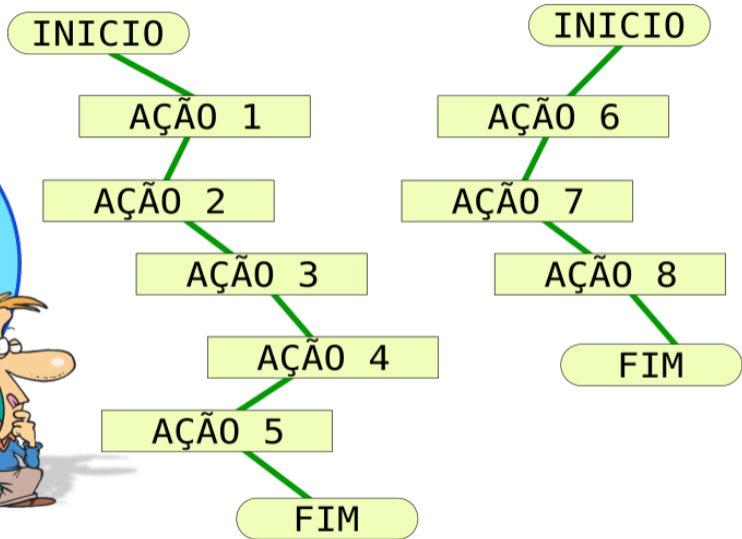 INICIO
AÇÃO 1
AÇÃO 2
AÇÃO 3
AÇÃO 4
AÇÃO 5
FIM
INICIO
AÇÃO 6
AÇÃO 7
AÇÃO 8
FIM